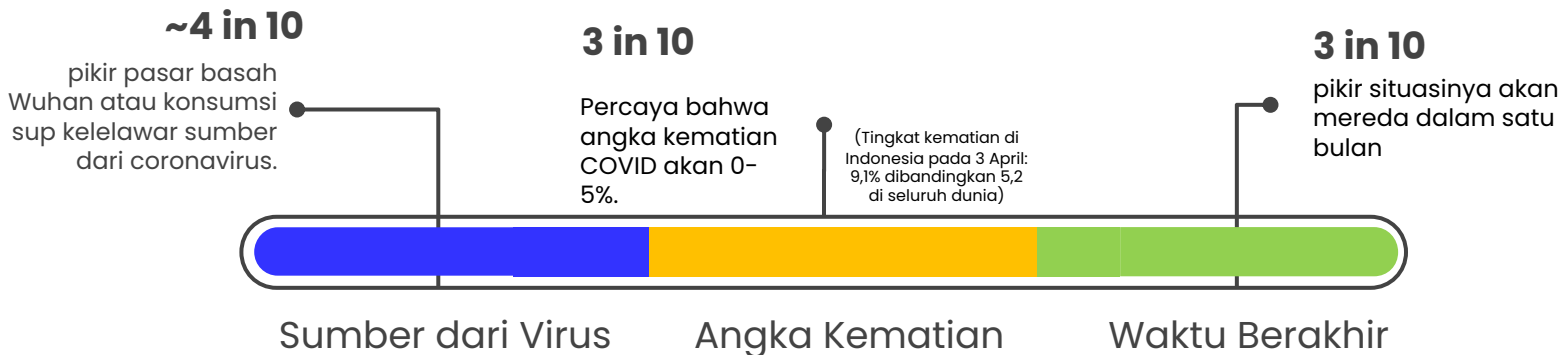 ~4 in 10
pikir pasar basah
Wuhan atau konsumsi
sup kelelawar sumber
dari coronavirus.
3 in 10
Percaya bahwa
angka kematian
COVID akan 0-
5%.
(Tingkat kematian di
Indonesia pada 3 April:
9,1% dibandingkan 5,2
di seluruh dunia)
3 in 10
pikir situasinya akan
mereda dalam satu
bulan
Sumber dari Virus
Angka Kematian
Waktu Berakhir